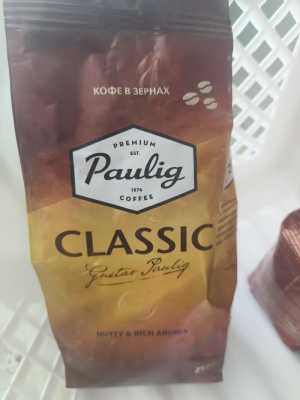 КОФЕ В ЗЕРНАХ
PREMIUM
EST.
Paulig
1876
COFFEE
CLASSIC
Gustav Paulig
NUTTY & RICH AROMA